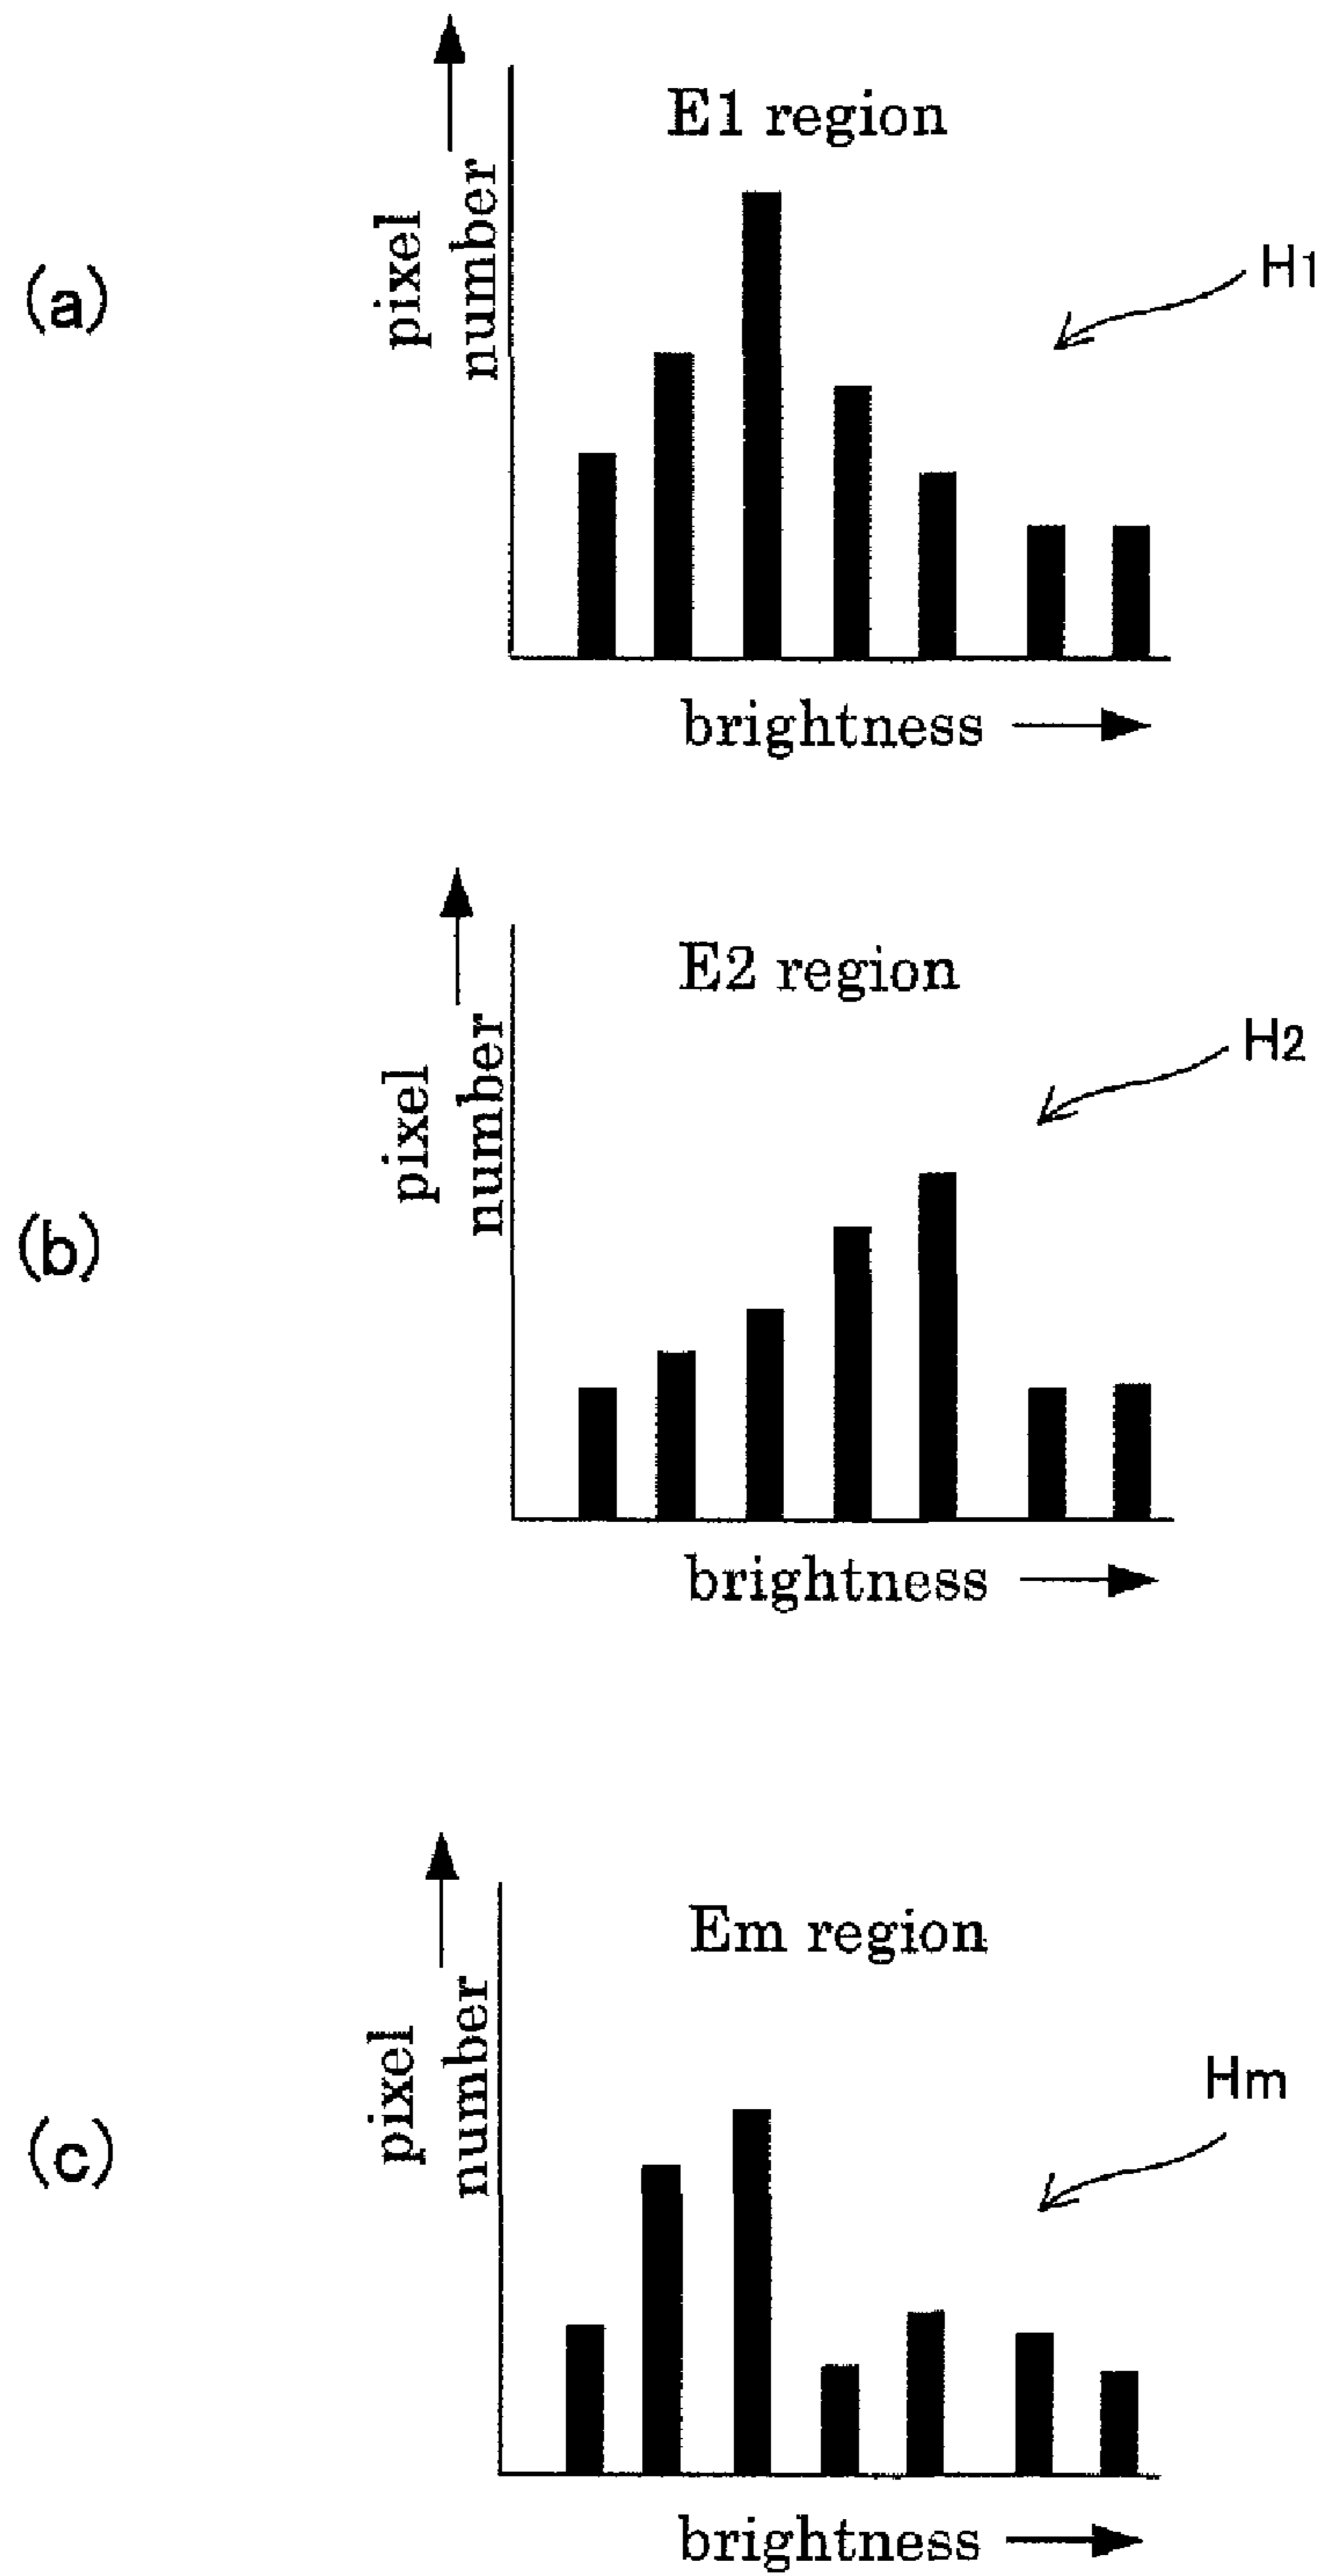 (a)
E1 region
pixel
number
H1
brightness
(b)
E2 region
pixel
number
H2
brightness
(c)
Em region
pixel
number
Hm
brightness